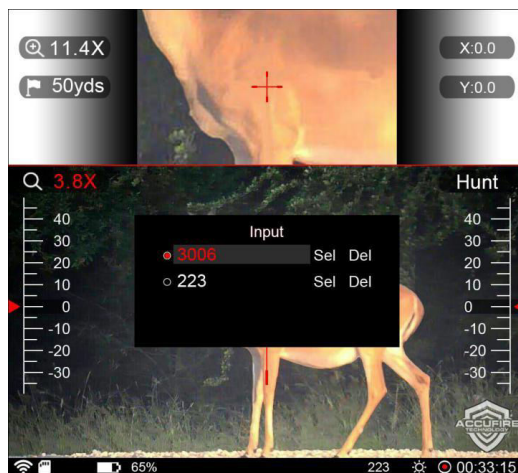 11.4X
X:0.0
50yds
Y:0.0
3.8X
Hunt
Input
3006 Sel Del
223 Sel Del
40 40
30 30
20 20
10 10
0 0
-10 -10
-20 -20
-30 -30
ACCUFIRE
TECHNOLOGY
65% 223 00:33:15